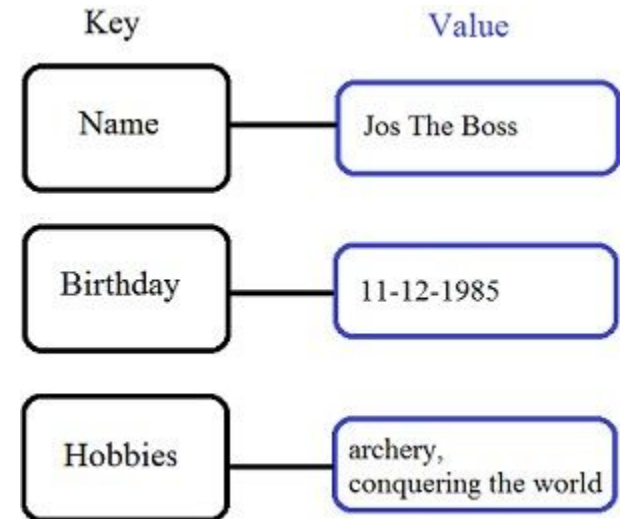 Key
Value
Name
Jos The Boss
Birthday
11-12-1985
Hobbies
archery,
conquering the world